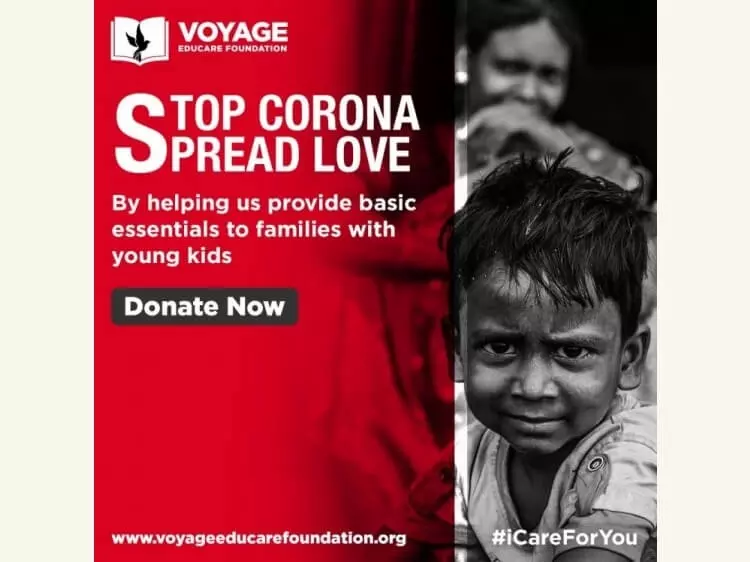 VOYAGE
EDUCARE FOUNDATION
STOP CORONA
SPREAD LOVE
By helping us provide basic
essentials to families with
young kids
Donate Now
www.voyageeducarefoundation.org
#iCareForYou